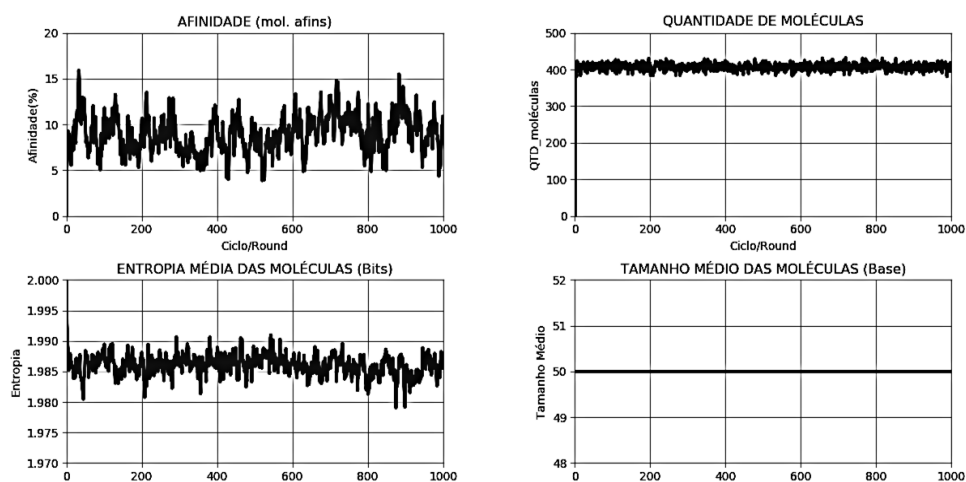 AFINIDADE (mol. afins)
Afinidade(%)
20
15
10
5
0
0 200 400 600 800 1000
Ciclo/Round
QUANTIDADE DE MOLÉCULAS
QTD_moléculas
500
400
300
200
100
0
0 200 400 600 800 1000
Ciclo/Round
ENTROPIA MÉDIA DAS MOLÉCULAS (Bits)
Entropia
2.000
1.995
1.990
1.985
1.980
1.975
1.970
0 200 400 600 800 1000
TAMANHO MÉDIO DAS MOLÉCULAS (Base)
Tamanho Médio
52
51
50
49
48
0 200 400 600 800 1000